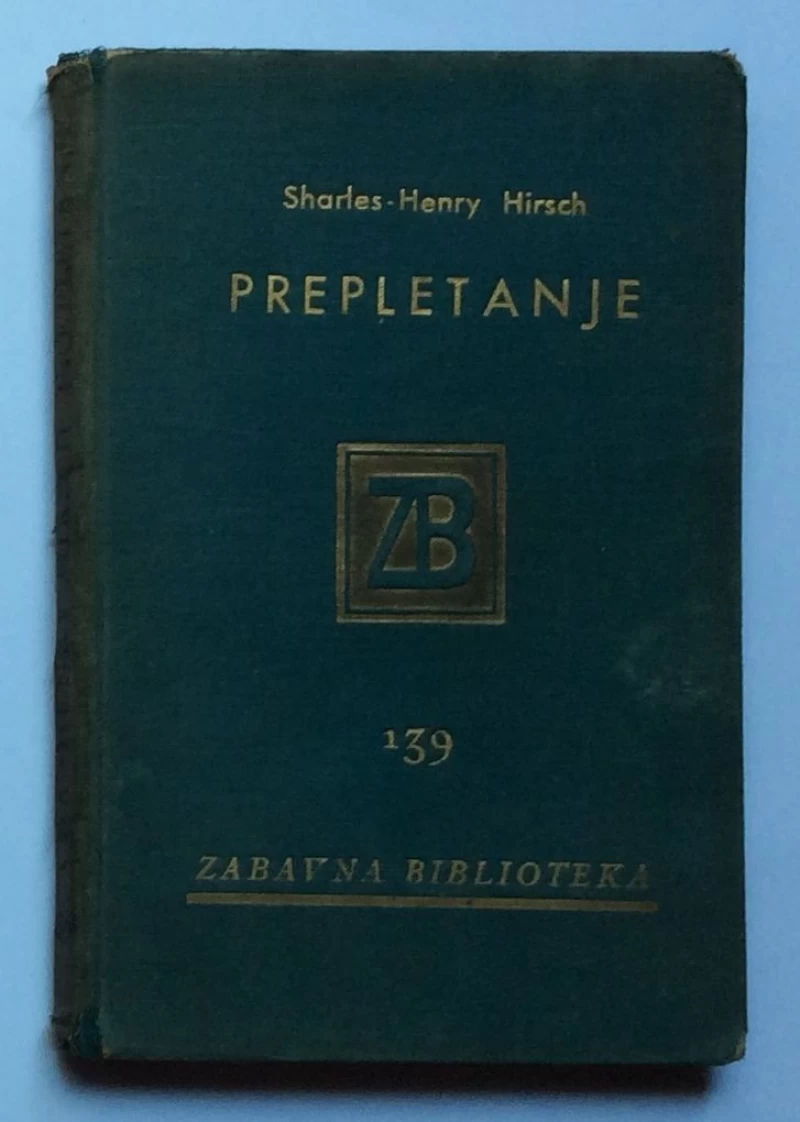 Sharles-Henry Hirsch
PREPLETANJE
ZB
139
ZABAVNA BIBLIOTEKA